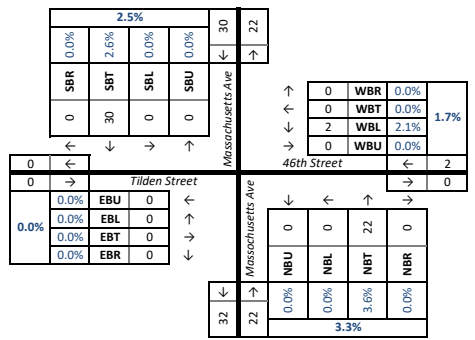 2.5%
0.0% 2.6% 0.0% 0.0%
SBR SBT SBL SBU
0 30 0 0
← ↓ → ↑
30 22
↓ ↑
Massachusetts Ave
↑ 0 WBR 0.0%
← 0 WBT 0.0%
↓ 2 WBL 2.1%
→ 0 WBU 0.0%
1.7%
0 ←
46th Street ← 2
0 → Tilden Street
→ 0
0.0%
0.0% EBU 0 ←
0.0% EBL 0 ↑
0.0% EBT 0 →
0.0% EBR 0 ↓
Massachusetts Ave
↓ ← ↑ →
0 0 22 0
NBU NBL NBT NBR
0.0% 0.0% 3.6% 0.0%
3.3%
↓ ↑
32 22